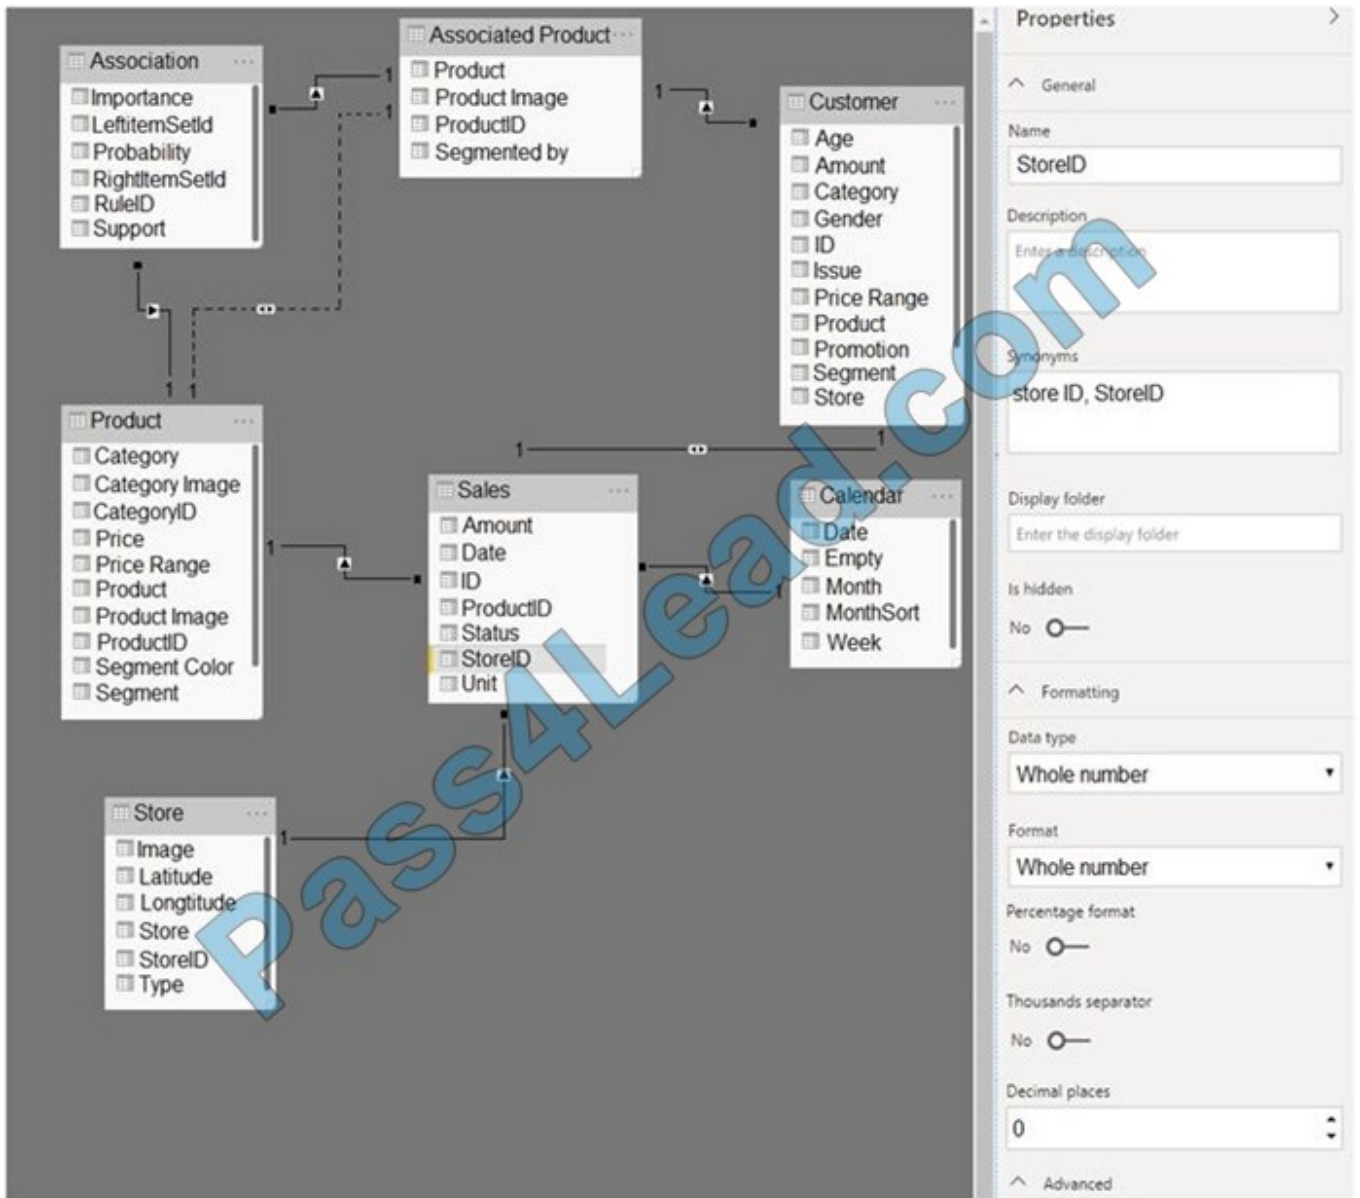 Association
Importance
LeftitemSetId
Probability
RightItemSetId
RuleID
Support
Associated Product
Product
Product Image
ProductID
Segmented by
Customer
Age
Amount
Category
Gender
ID
Issue
Price Range
Product
Promotion
Segment
Store
Product
Category
Category Image
CategoryID
Price
Price Range
Product
Product Image
ProductID
Segment Color
Segment
Sales
Amount
Date
ID
ProductID
Status
StoreID
Unit
Calendar
Date
Empty
Month
MonthSort
Week
Store
Image
Latitude
Longtitude
Store
StoreID
Type
1
1
1
1
1
1
1
1
1
1
Properties
General
Name
StoreID
Description
Enter a description
Synonyms
store ID, StoreID
Display folder
Enter the display folder
Is hidden
No
Formatting
Data type
Whole number
Format
Whole number
Percentage format
No
Thousands separator
No
Decimal places
0
Advanced
Pass4Lead.com